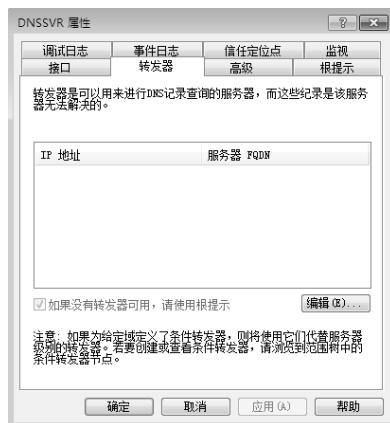 DNSSVR 属性
调试日志 事件日志 信任定位点 监视
接口 转发器 高级 根提示
转发器是可以用来进行DNS记录查询的服务器，而这些纪录是该服务
器无法解决的。
IP 地址 服务器 FQDN
如果没有转发器可用，请使用根提示
编辑(E)...
注意: 如果为给定域定义了条件转发器，则将使用它们代替服务器
级别的转发器。若要创建或查看条件转发器，请浏览到范围树中的
条件转发器节点。
确定 取消 应用(A) 帮助